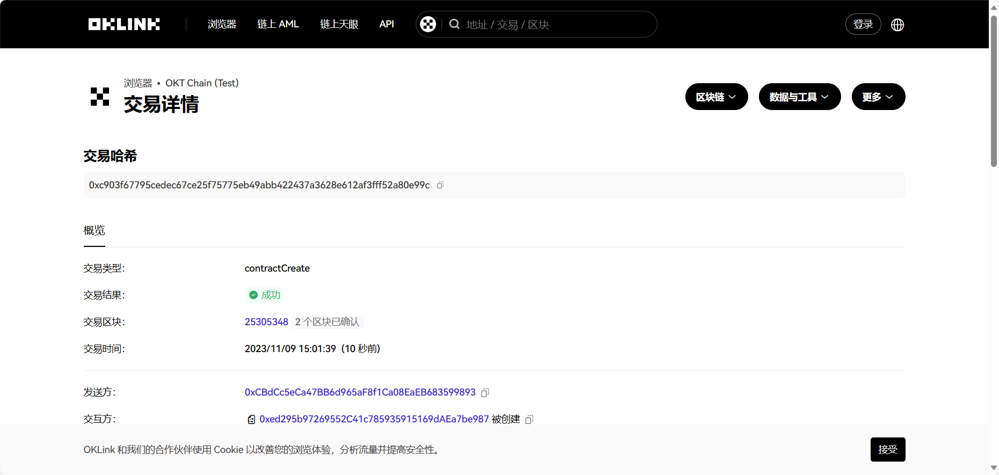 OKLINK 浏览器 链上 AML 链上天眼 API 地址 / 交易 / 区块 登录
浏览器 • OKT Chain (Test)
交易详情
区块链 数据与工具 更多
交易哈希
0xc903f67795cedec67ce25f75775eb49abb422437a3628e612af3fff52a80e99c
概览
交易类型: contractCreate
交易结果: 成功
交易区块: 25305348 2 个区块已确认
交易时间: 2023/11/09 15:01:39 (10 秒前)
发送方: 0xCBdCc5eCa47BB6d965aF8f1Ca08EaEB683599893
交互方: 0xed295b97269552C41c785935915169dAEa7be987 被创建
OKLink 和我们的合作伙伴使用 Cookie 以改善您的浏览体验，分析流量并提高安全性。 接受